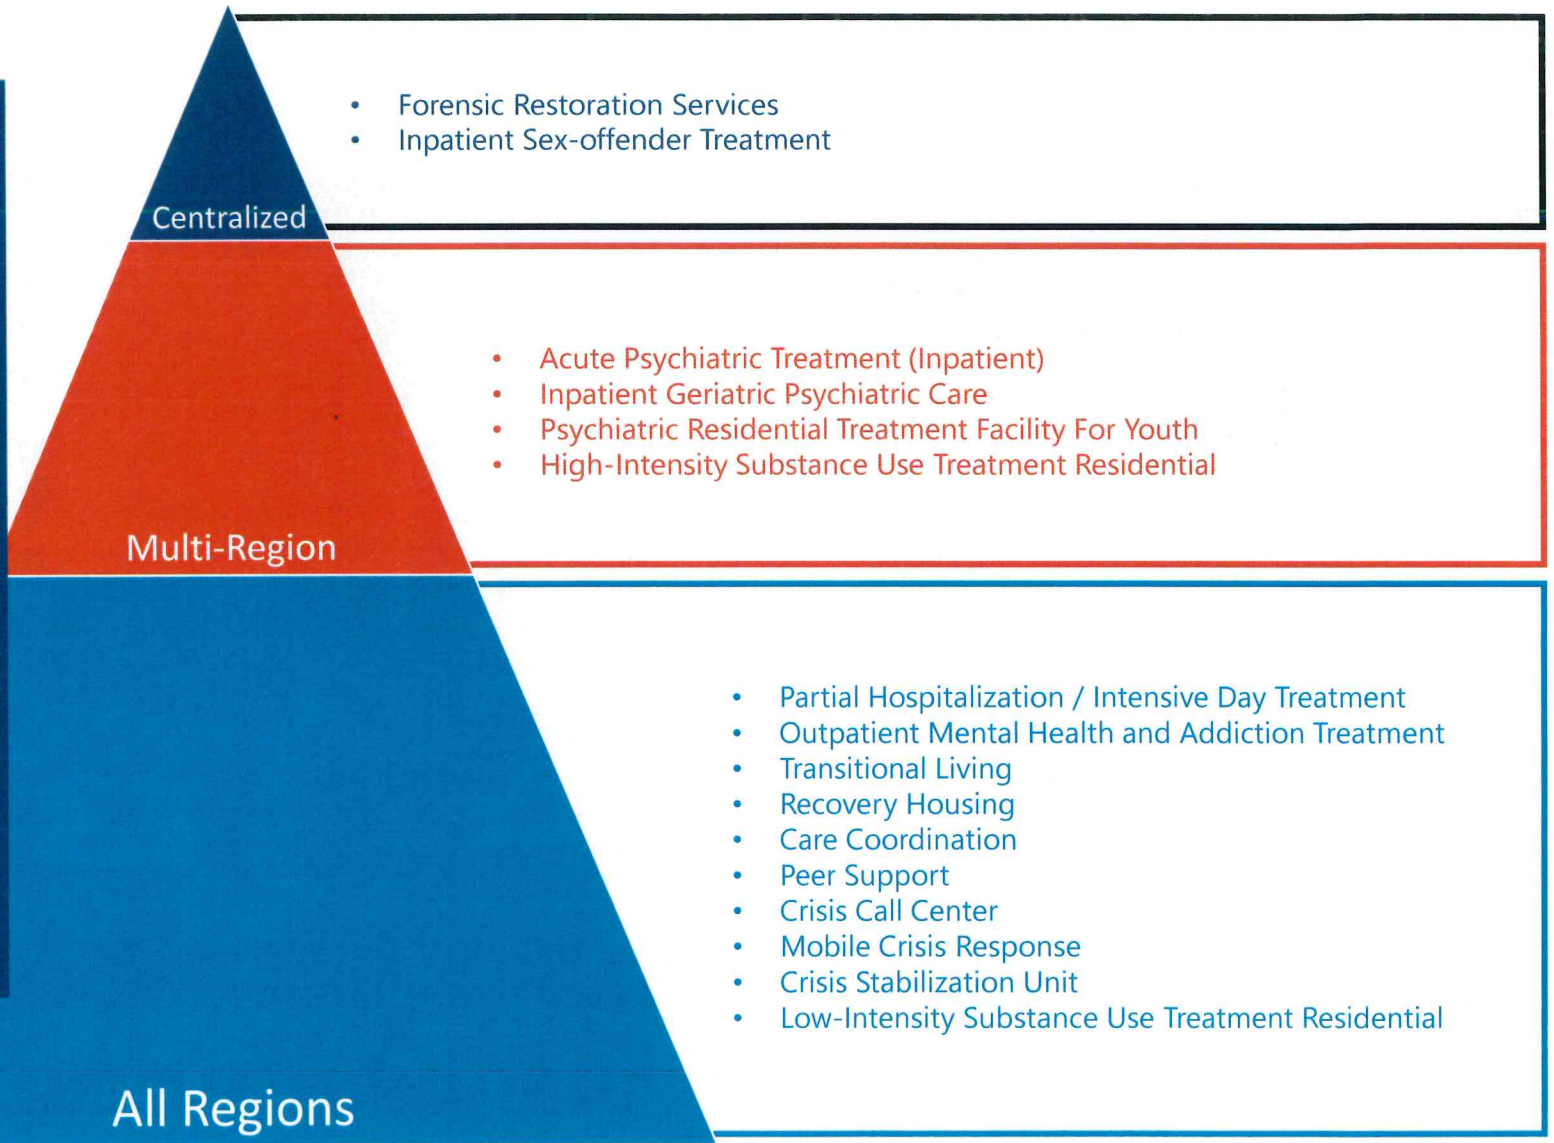 • Forensic Restoration Services
• Inpatient Sex-offender Treatment
Centralized
• Acute Psychiatric Treatment (Inpatient)
• Inpatient Geriatric Psychiatric Care
• Psychiatric Residential Treatment Facility For Youth
• High-Intensity Substance Use Treatment Residential
Multi-Region
• Partial Hospitalization / Intensive Day Treatment
• Outpatient Mental Health and Addiction Treatment
• Transitional Living
• Recovery Housing
• Care Coordination
• Peer Support
• Crisis Call Center
• Mobile Crisis Response
• Crisis Stabilization Unit
• Low-Intensity Substance Use Treatment Residential
All Regions